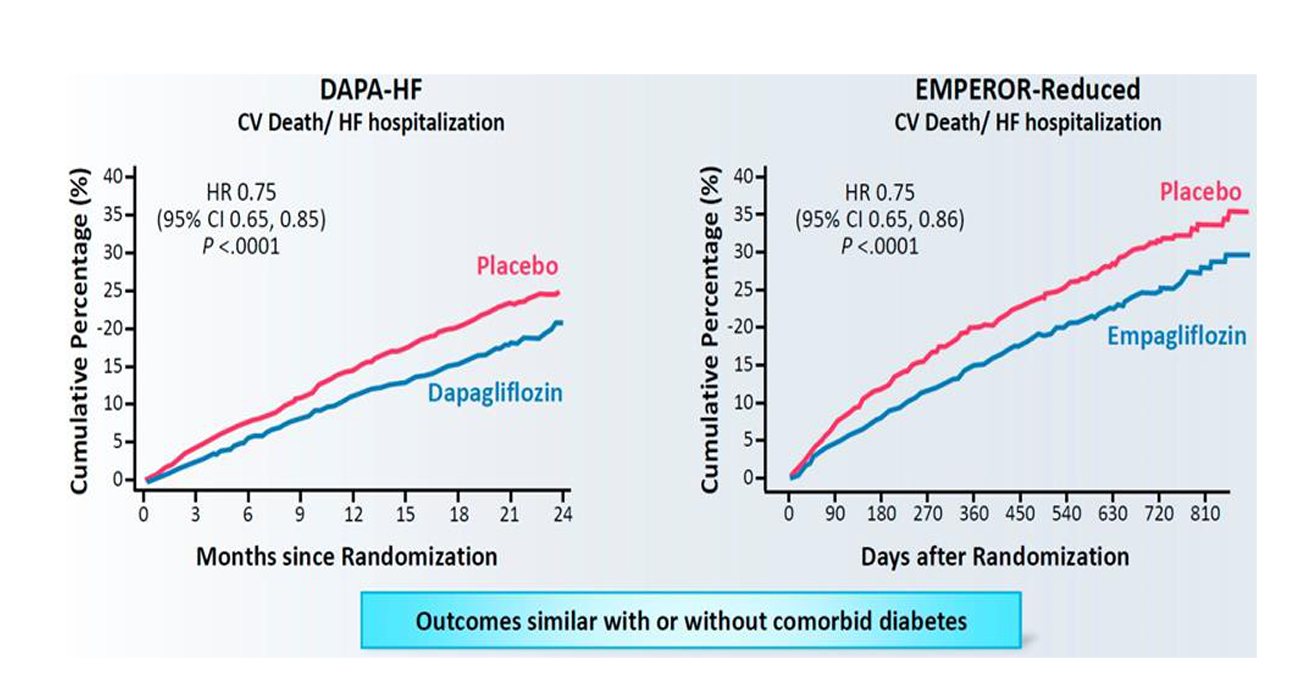 DAPA-HF
CV Death/ HF hospitalization
Cumulative Percentage (%)
40
35
30
25
-20
15
10
5
0
HR 0.75
(95% CI 0.65, 0.85)
P <.0001
Placebo
Dapagliflozin
0 3 6 9 12 15 18 21 24
Months since Randomization
EMPEROR-Reduced
CV Death/ HF hospitalization
Cumulative Percentage (%)
40
35
30
25
-20
15
10
5
0
HR 0.75
(95% CI 0.65, 0.86)
P <.0001
Placebo
Empagliflozin
0 90 180 270 360 450 540 630 720 810
Days after Randomization
Outcomes similar with or without comorbid diabetes